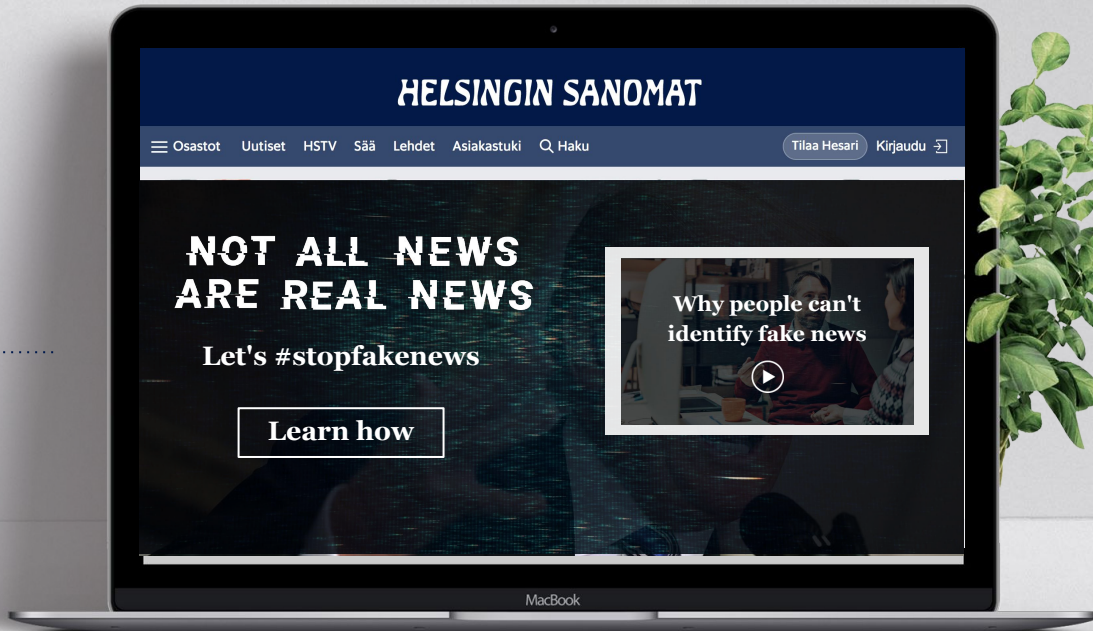 HELSINGIN SANOMAT
Osastot Uutiset HSTV Sää Lehdet Asiakastuki Haku Tilaa Hesari Kirjaudu
NOT ALL NEWS
ARE REAL NEWS
Let's #stopfakenews
Learn how
Why people can't
identify fake news
MacBook